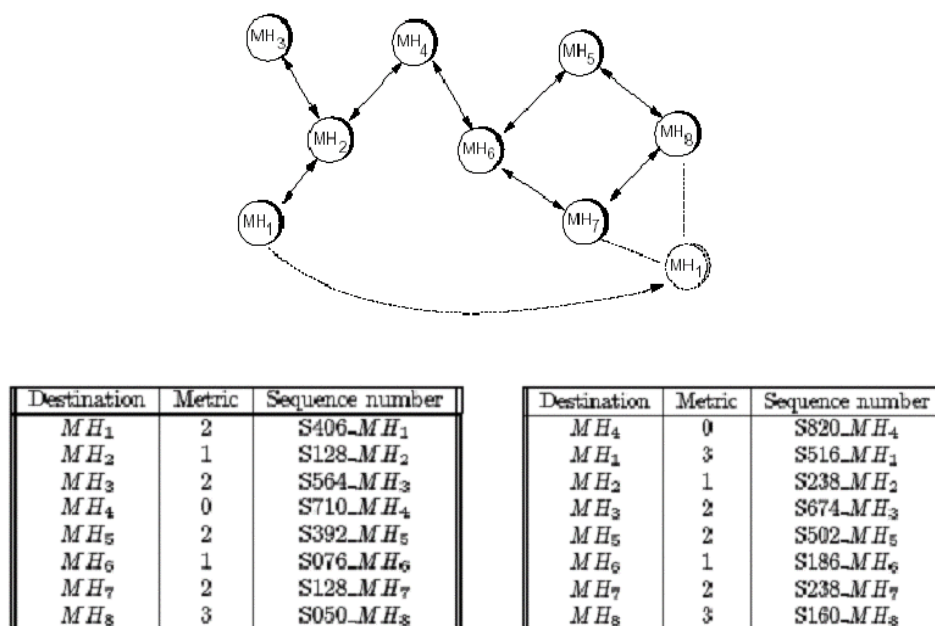 MH3
MH4
MH5
MH2
MH6
MH8
MH1
MH7
MH1
Destination Metric Sequence number
MH1 2 S406_MH1
MH2 1 S128_MH2
MH3 2 S564_MH3
MH4 0 S710_MH4
MH5 2 S392_MH5
MH6 1 S076_MH6
MH7 2 S128_MH7
MH8 3 S050_MH8
Destination Metric Sequence number
MH4 0 S820_MH4
MH1 3 S516_MH1
MH2 1 S238_MH2
MH3 2 S674_MH3
MH5 2 S502_MH5
MH6 1 S186_MH6
MH7 2 S238_MH7
MH8 3 S160_MH8